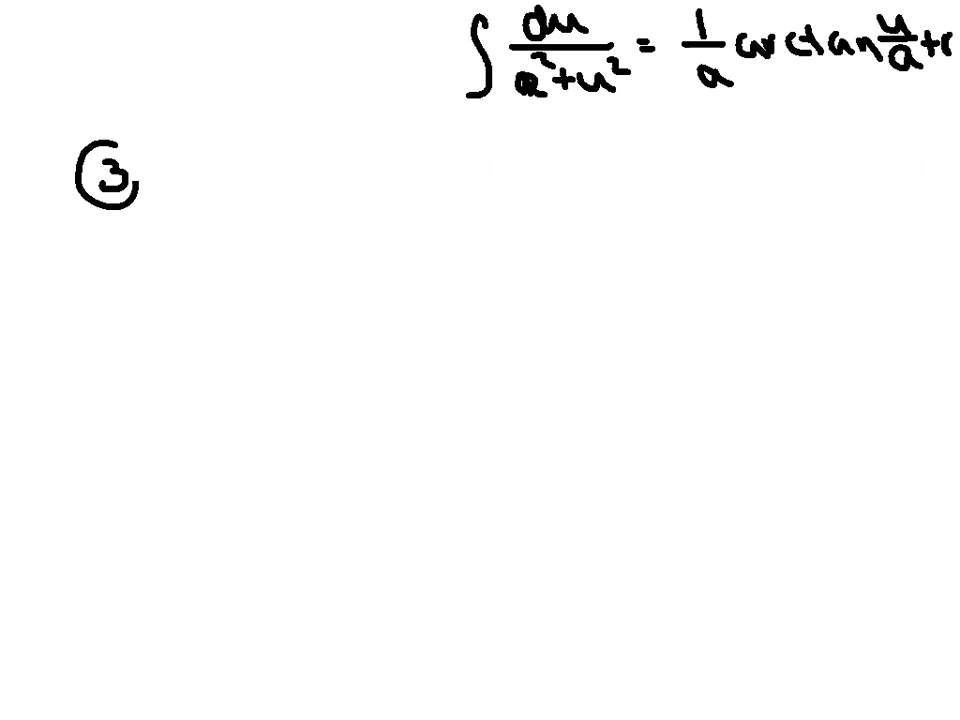 ∫ du/(a²+u²) = 1/a arctan u/a + c
③